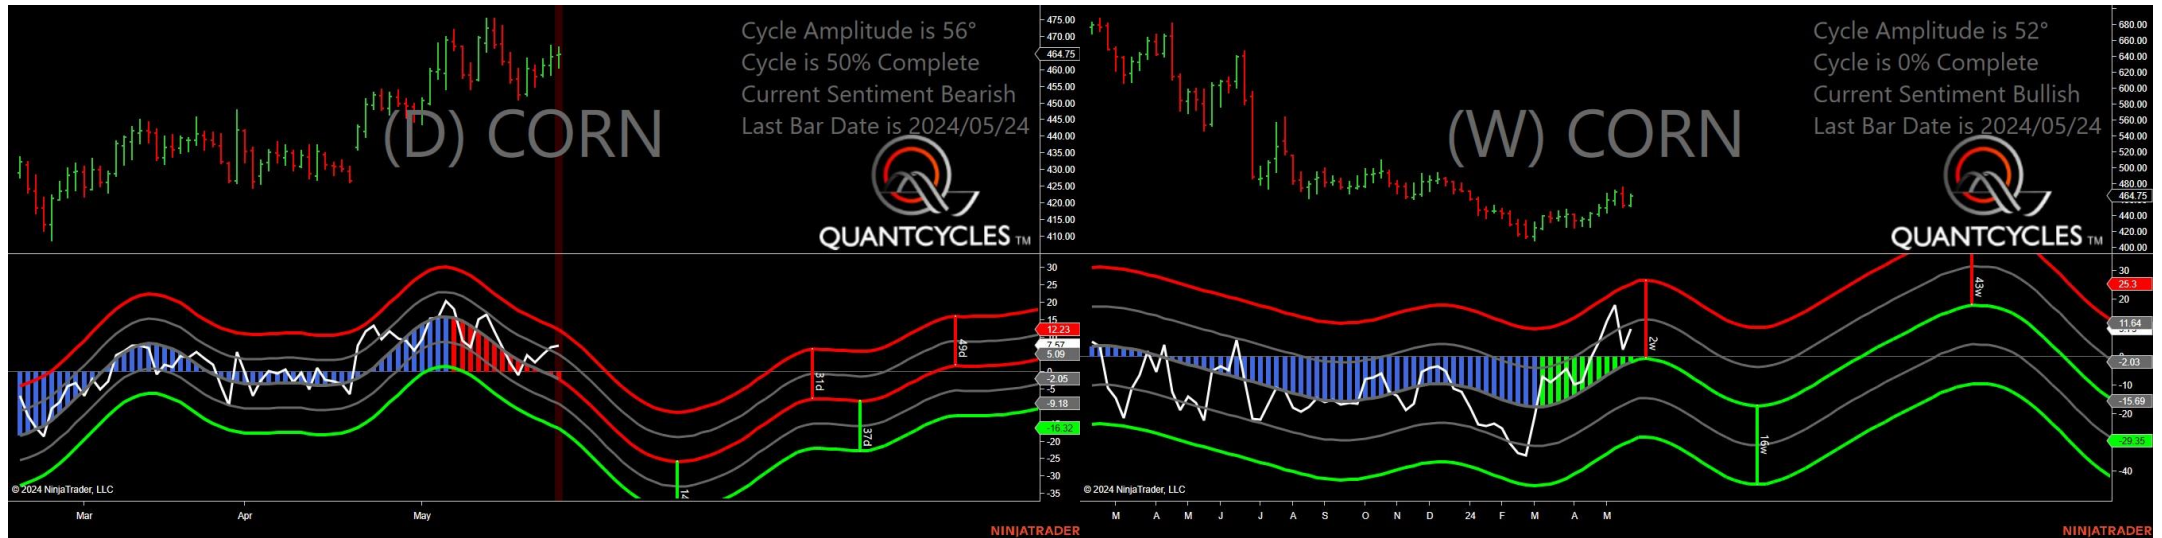 Cycle Amplitude is 56°
Cycle is 50% Complete
Current Sentiment Bearish
Last Bar Date is 2024/05/24
(D) CORN
QUANTCYCLES TM
475.00
470.00
464.75
460.00
455.00
450.00
445.00
440.00
435.00
430.00
425.00
420.00
415.00
410.00
30
25
20
15
12.23
7.57
5.09
0
-2.05
-5
-9.18
-16.32
-20
-25
-30
-35
14
31d
37d
49d
© 2024 NinjaTrader, LLC
Mar
Apr
May
NINJATRADER
Cycle Amplitude is 52°
Cycle is 0% Complete
Current Sentiment Bullish
Last Bar Date is 2024/05/24
(W) CORN
QUANTCYCLES TM
680.00
660.00
640.00
620.00
600.00
580.00
560.00
540.00
520.00
500.00
480.00
464.75
440.00
420.00
400.00
30
25.3
20
11.64
-2.03
-10
-15.69
-20
-29.35
-40
2w
16w
43w
© 2024 NinjaTrader, LLC
M
A
M
J
J
A
S
O
N
D
24
F
M
A
M
NINJATRADER